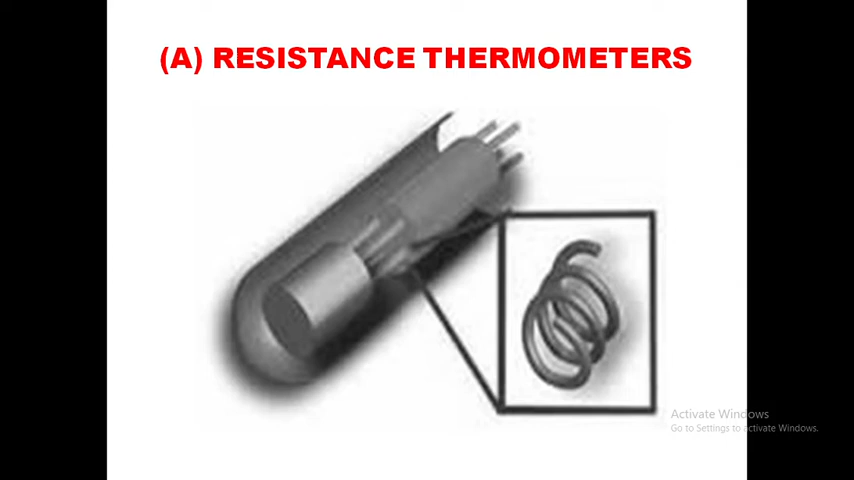 (A) RESISTANCE THERMOMETERS
Activate Windows
Go to Settings to activate Windows.